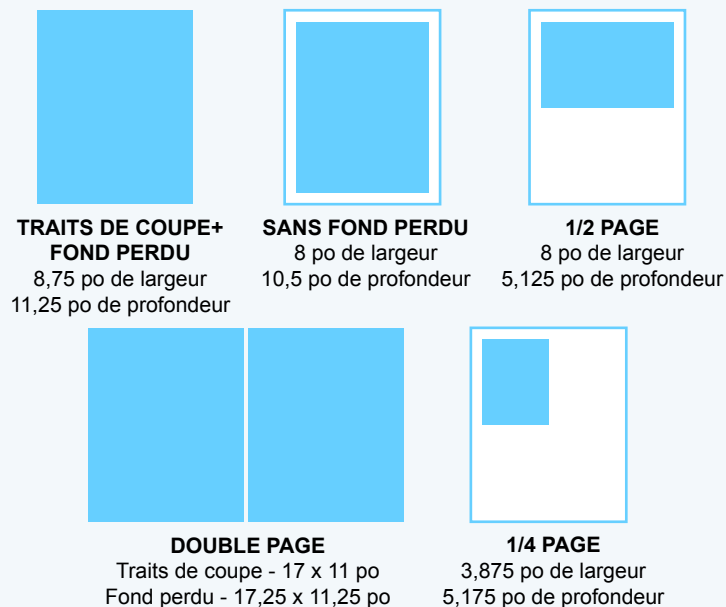 TRAITS DE COUPE+
FOND PERDU
8,75 po de largeur
11,25 po de profondeur
SANS FOND PERDU
8 po de largeur
10,5 po de profondeur
1/2 PAGE
8 po de largeur
5,125 po de profondeur
DOUBLE PAGE
Traits de coupe - 17 x 11 po
Fond perdu - 17,25 x 11,25 po
1/4 PAGE
3,875 po de largeur
5,175 po de profondeur